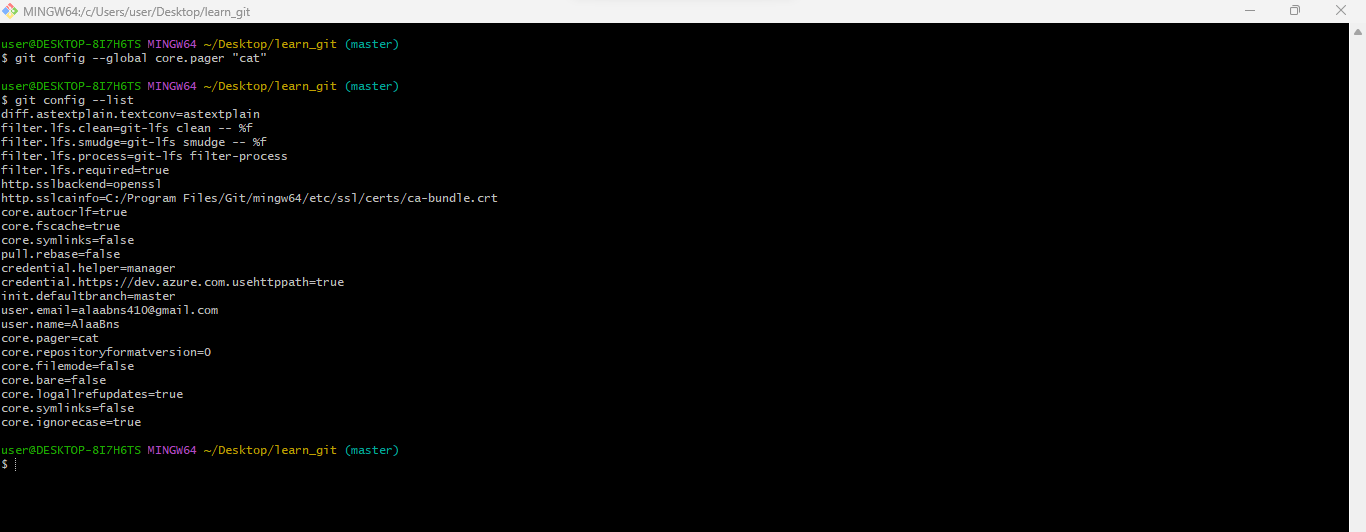 MINGW64:/c/Users/user/Desktop/learn_git
user@DESKTOP-8I7H6TS MINGW64 ~/Desktop/learn_git (master)
$ git config --global core.pager "cat"
user@DESKTOP-8I7H6TS MINGW64 ~/Desktop/learn_git (master)
$ git config --list
diff.astextplain.textconv=astextplain
filter.lfs.clean=git-lfs clean -- %f
filter.lfs.smudge=git-lfs smudge -- %f
filter.lfs.process=git-lfs filter-process
filter.lfs.required=true
http.sslbackend=openssl
http.sslcainfo=C:/Program Files/Git/mingw64/etc/ssl/certs/ca-bundle.crt
core.autocrlf=true
core.fscache=true
core.symlinks=false
pull.rebase=false
credential.helper=manager
credential.https://dev.azure.com.usehttppath=true
init.defaultbranch=master
user.email=alaabns410@gmail.com
user.name=AlaaBns
core.pager=cat
core.repositoryformatversion=0
core.filemode=false
core.bare=false
core.logallrefupdates=true
core.symlinks=false
core.ignorecase=true
user@DESKTOP-8I7H6TS MINGW64 ~/Desktop/learn_git (master)
$